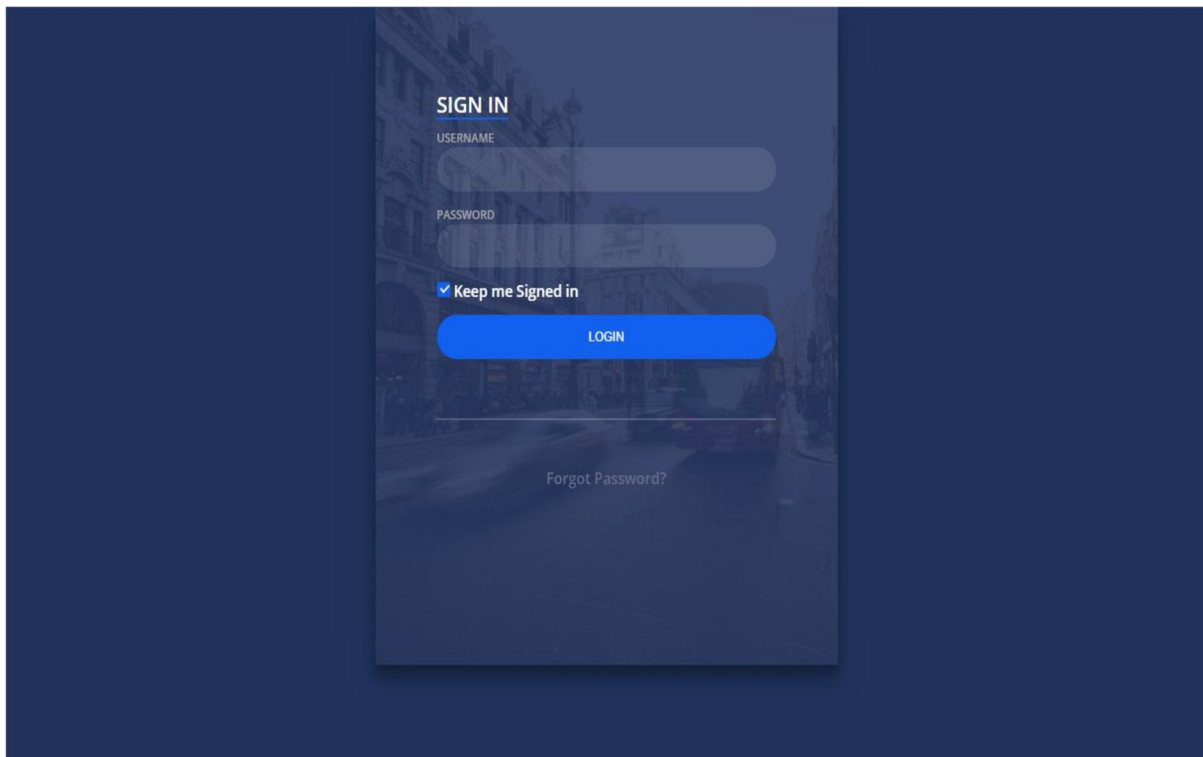 SIGN IN
USERNAME
PASSWORD
Keep me Signed in
LOGIN
Forgot Password?